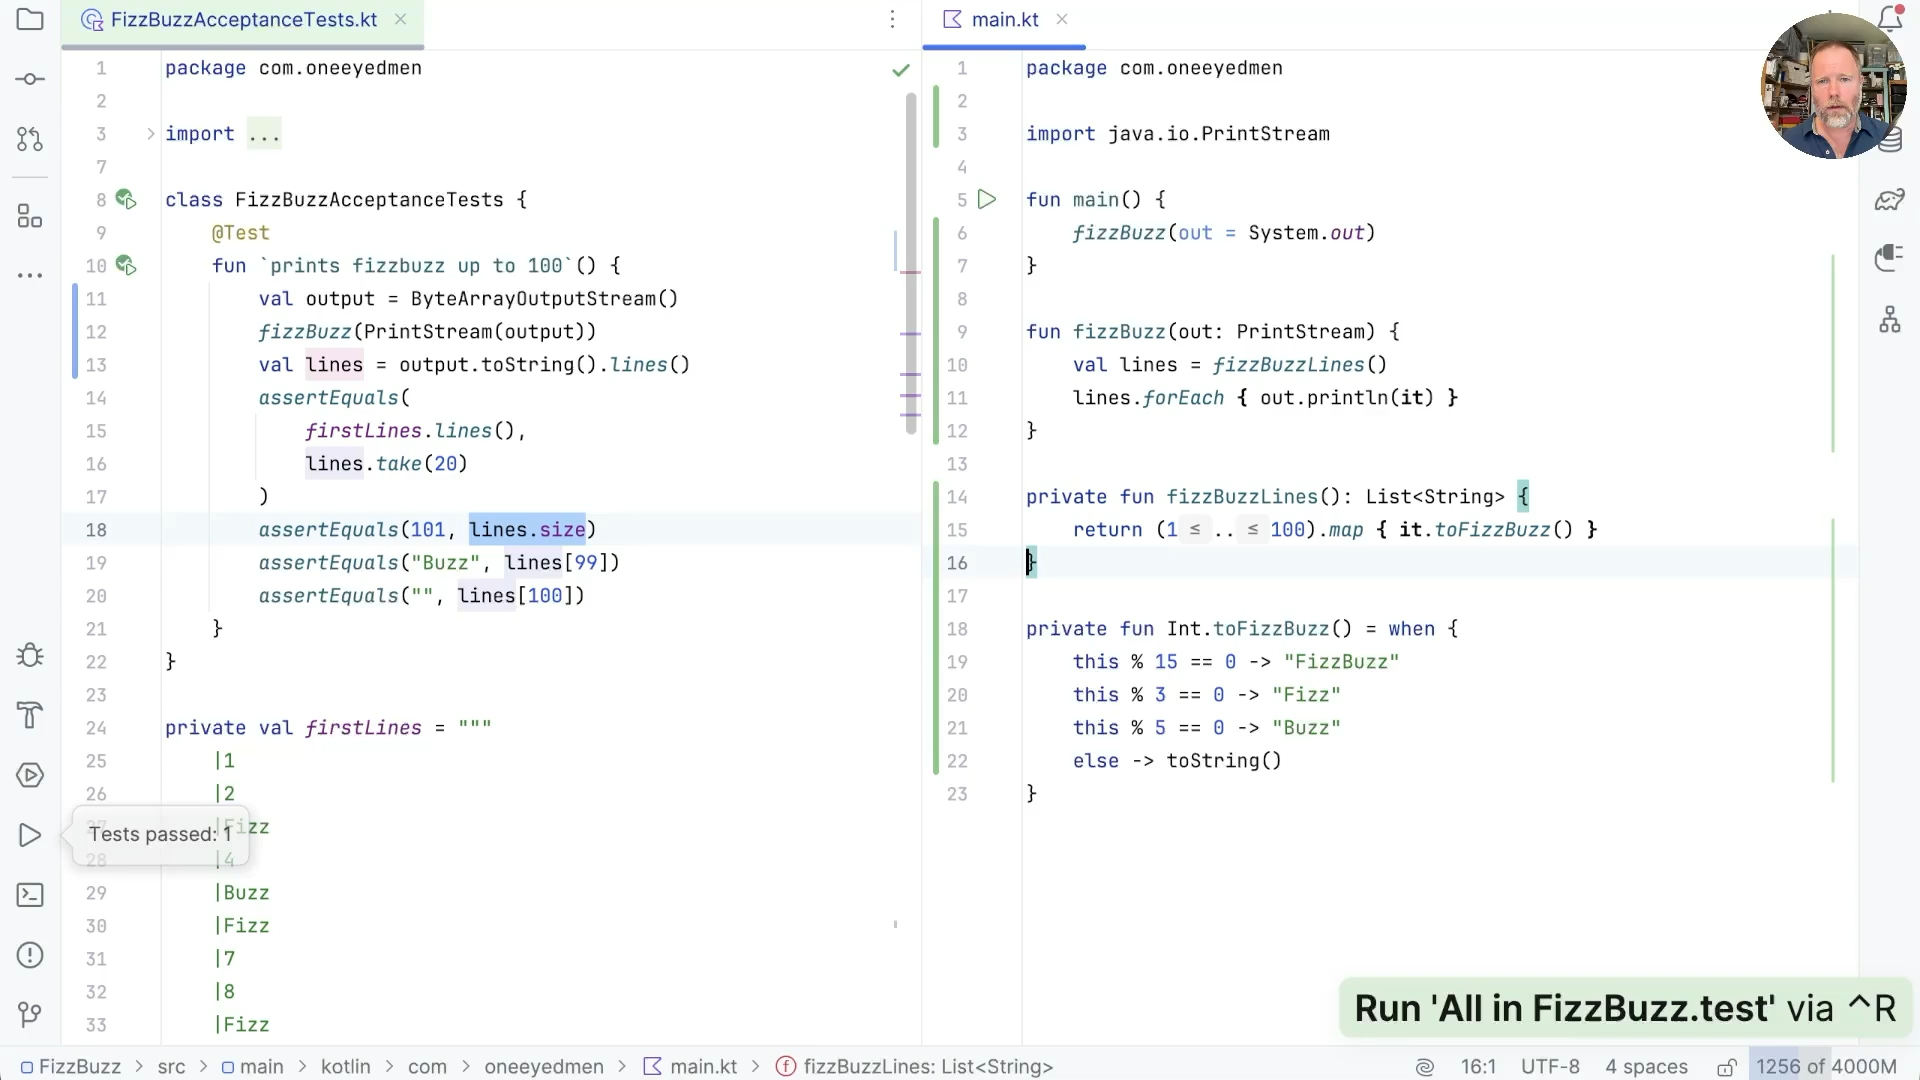 FizzBuzzAcceptanceTests.kt
1 package com.oneeyedmen
2
3 import ...
7
8 class FizzBuzzAcceptanceTests {
9 @Test
10 fun `prints fizzbuzz up to 100`() {
11 val output = ByteArrayOutputStream()
12 fizzBuzz(PrintStream(output))
13 val lines = output.toString().lines()
14 assertEquals(
15 firstLines.lines(),
16 lines.take(20)
17 )
18 assertEquals(101, lines.size)
19 assertEquals("Buzz", lines[99])
20 assertEquals("", lines[100])
21 }
22 }
23
24 private val firstLines = """
25 |1
26 |2
27 |Fizz
28 |4
29 |Buzz
30 |Fizz
31 |7
32 |8
33 |Fizz
Tests passed: 1
main.kt
1 package com.oneeyedmen
2
3 import java.io.PrintStream
4
5 fun main() {
6 fizzBuzz(out = System.out)
7 }
8
9 fun fizzBuzz(out: PrintStream) {
10 val lines = fizzBuzzLines()
11 lines.forEach { out.println(it) }
12 }
13
14 private fun fizzBuzzLines(): List<String> {
15 return (1 ≤ .. ≤ 100).map { it.toFizzBuzz() }
16 }
17
18 private fun Int.toFizzBuzz() = when {
19 this % 15 == 0 -> "FizzBuzz"
20 this % 3 == 0 -> "Fizz"
21 this % 5 == 0 -> "Buzz"
22 else -> toString()
23 }
Run 'All in FizzBuzz.test' via ^R
FizzBuzz > src > main > kotlin > com > oneeyedmen > main.kt > fizzBuzzLines: List<String>
16:1 UTF-8 4 spaces 1256 of 4000M